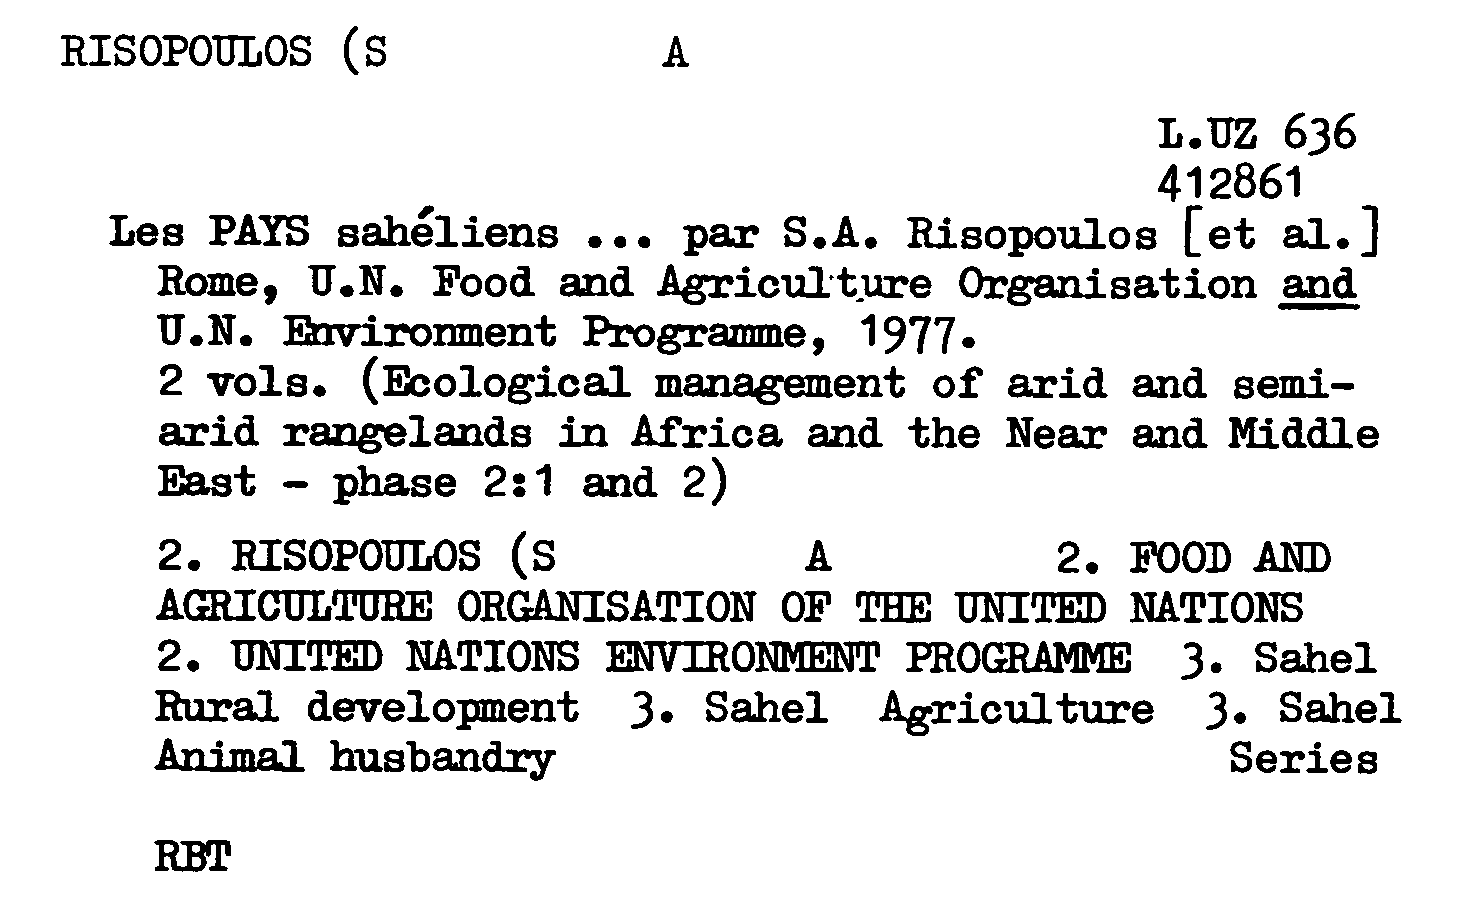 RISOPOULOS (S A
L.UZ 636
412861
Les PAYS sahéliens ... par S.A. Risopoulos [et al.]
Rome, U.N. Food and Agriculture Organisation and
U.N. Environment Programme, 1977.
2 vols. (Ecological management of arid and semi-
arid rangelands in Africa and the Near and Middle
East - phase 2:1 and 2)
2. RISOPOULOS (S A 2. FOOD AND
AGRICULTURE ORGANISATION OF THE UNITED NATIONS
2. UNITED NATIONS ENVIRONMENT PROGRAMME 3. Sahel
Rural development 3. Sahel Agriculture 3. Sahel
Animal husbandry Series
RBT